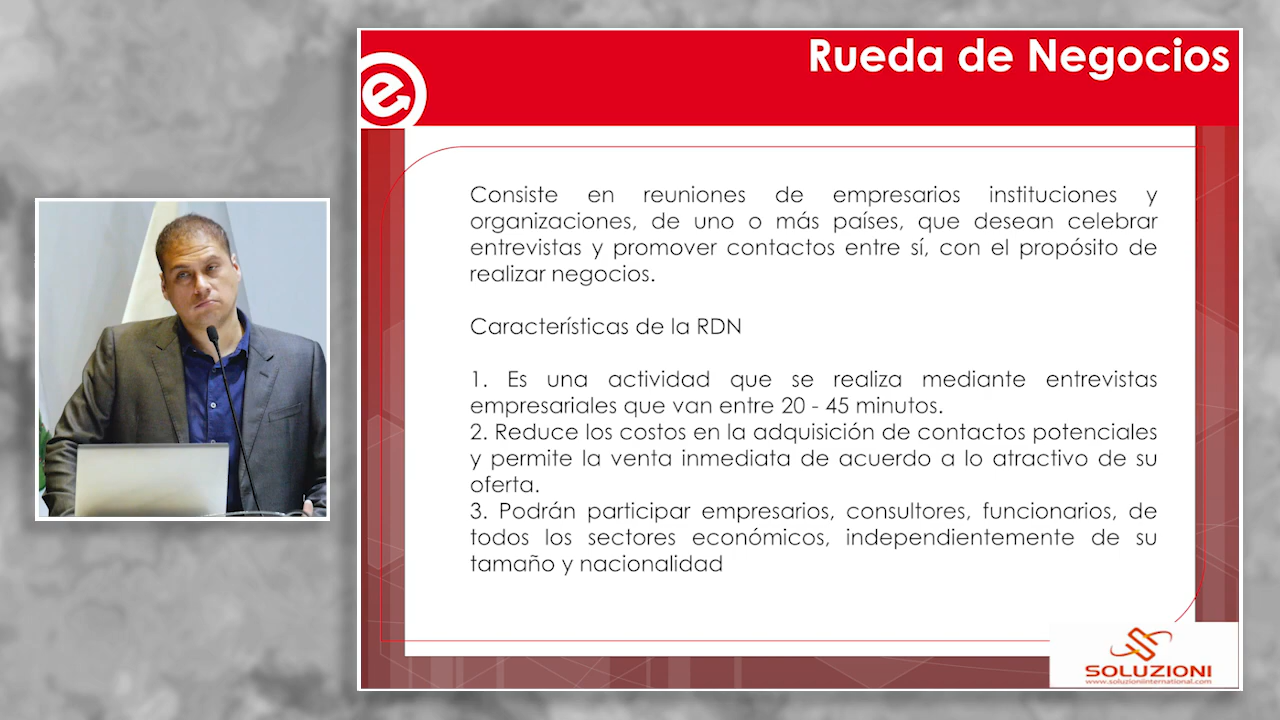 Rueda de Negocios
e
Consiste en reuniones de empresarios instituciones y
organizaciones, de uno o más países, que desean celebrar
entrevistas y promover contactos entre sí, con el propósito de
realizar negocios.
Características de la RDN
1. Es una actividad que se realiza mediante entrevistas
empresariales que van entre 20 - 45 minutos.
2. Reduce los costos en la adquisición de contactos potenciales
y permite la venta inmediata de acuerdo a lo atractivo de su
oferta.
3. Podrán participar empresarios, consultores, funcionarios, de
todos los sectores económicos, independientemente de su
tamaño y nacionalidad
SOLUZIONI
www.soluzioniinternational.com